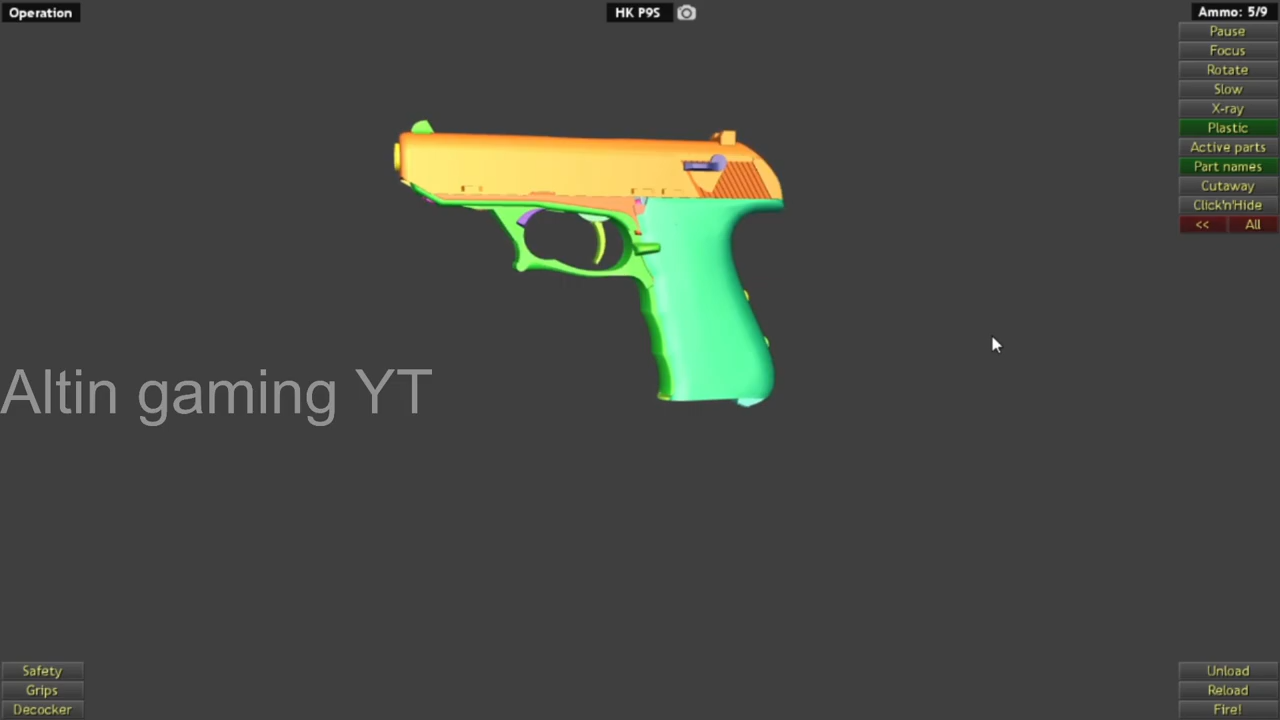 Operation
HK P9S
Ammo: 5/9
Pause
Focus
Rotate
Slow
X-ray
Plastic
Active parts
Part names
Cutaway
Click'n'Hide
<< All
Altin gaming YT
Safety
Grips
Decocker
Unload
Reload
Fire!